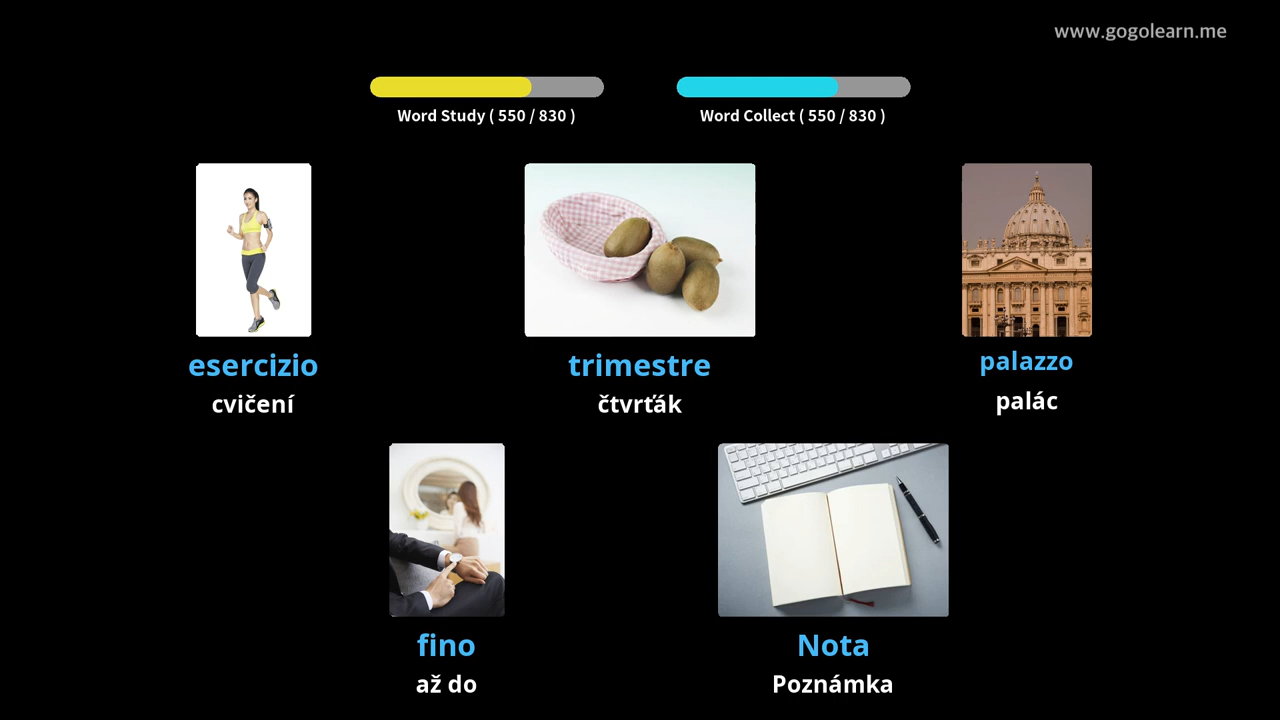 www.gogolearn.me
Word Study ( 550 / 830 )
Word Collect ( 550 / 830 )
esercizio
cvičení
trimestre
čtvrťák
palazzo
palác
fino
až do
Nota
Poznámka